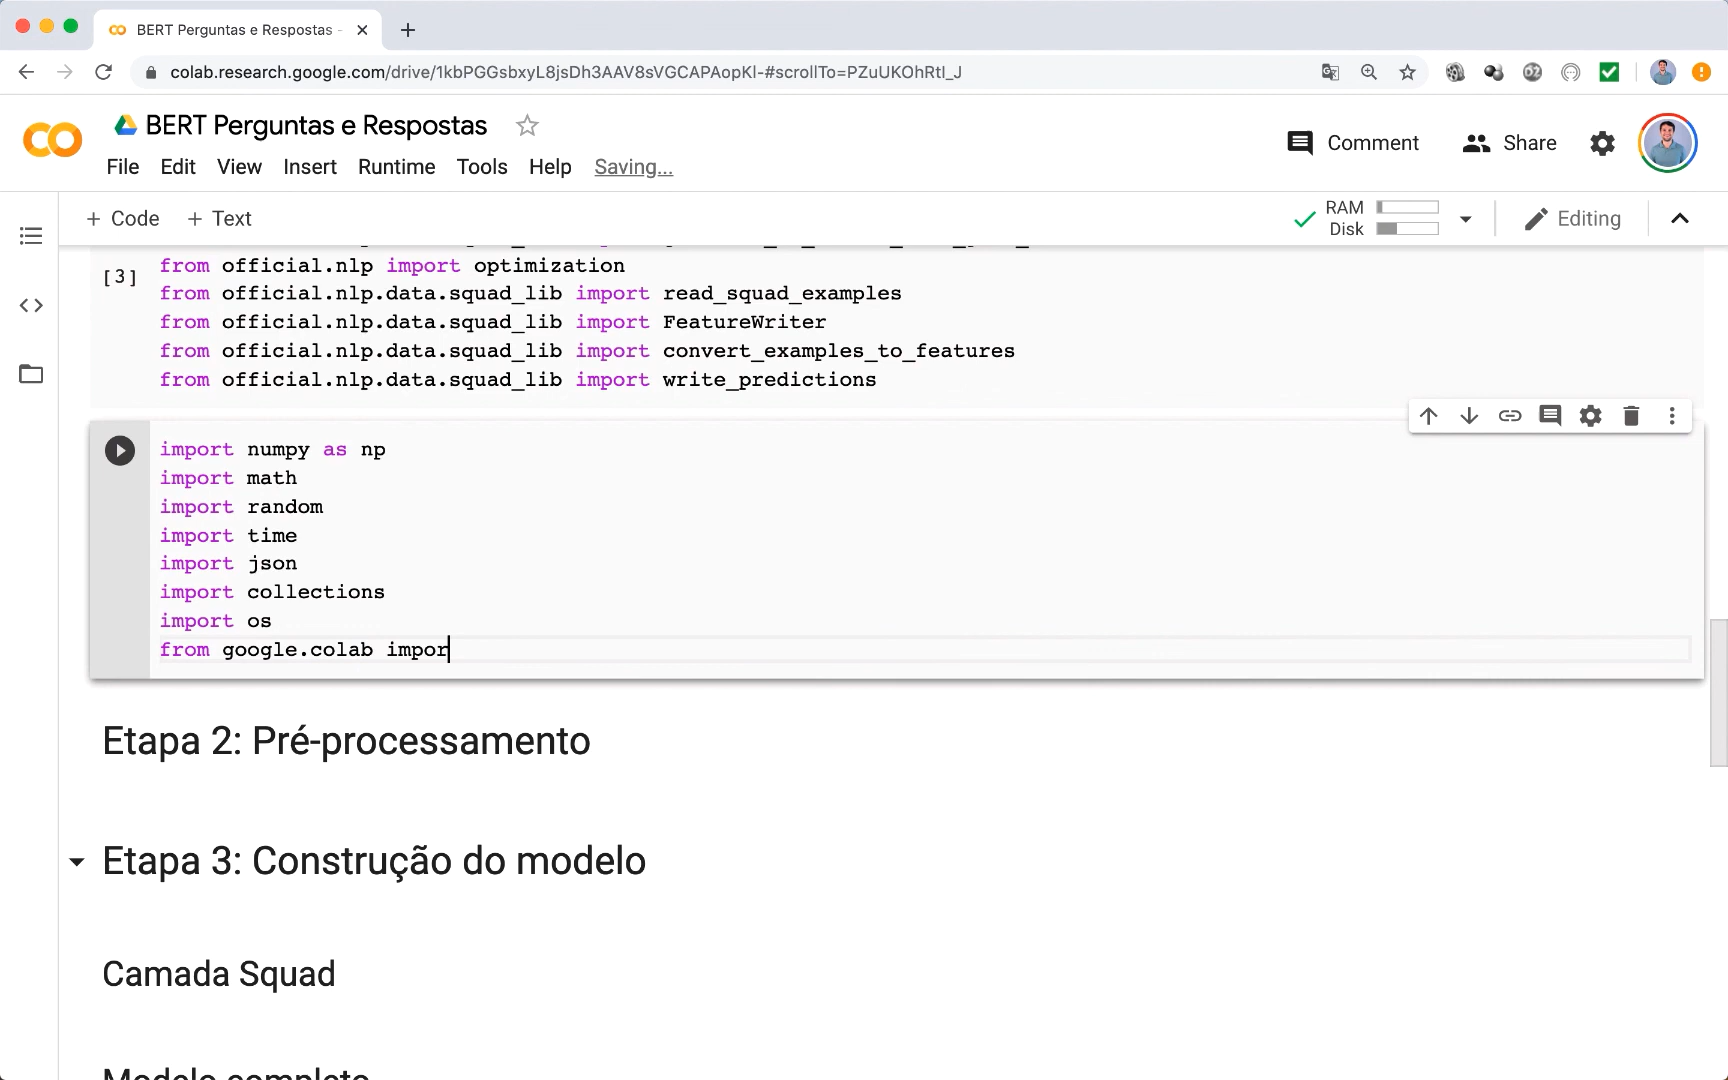 BERT Perguntas e Respostas -
colab.research.google.com/drive/1kbPGGsbxyL8jsDh3AAV8sVGCAPAopKl-#scrollTo=PZuUKOhRtI_J
BERT Perguntas e Respostas
Comment
Share
File Edit View Insert Runtime Tools Help Saving...
+ Code + Text
RAM
Disk
Editing
[3]
from official.nlp import optimization
from official.nlp.data.squad_lib import read_squad_examples
from official.nlp.data.squad_lib import FeatureWriter
from official.nlp.data.squad_lib import convert_examples_to_features
from official.nlp.data.squad_lib import write_predictions
import numpy as np
import math
import random
import time
import json
import collections
import os
from google.colab impor
Etapa 2: Pré-processamento
Etapa 3: Construção do modelo
Camada Squad
Modelo completo